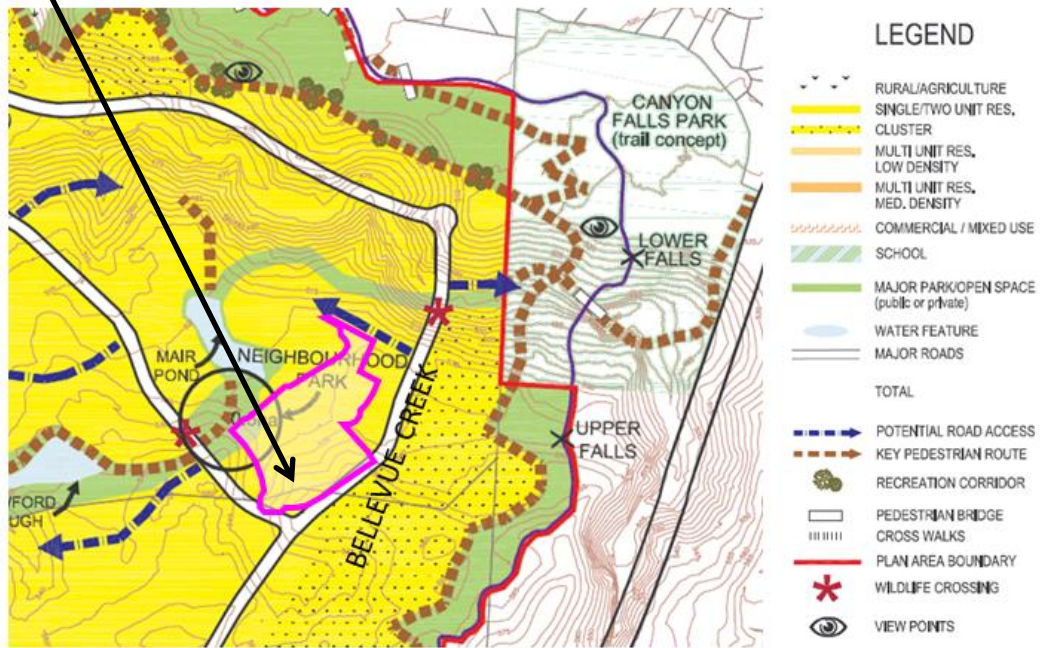 CANYON
FALLS PARK
(trail concept)
LOWER
FALLS
MAIR
POND
NEIGHBOURHOOD
PARK
BELLEVUE CREEK
UPPER
FALLS
LEGEND
RURAL/AGRICULTURE
SINGLE/TWO UNIT RES.
CLUSTER
MULTI UNIT RES.
LOW DENSITY
MULTI UNIT RES.
MED. DENSITY
COMMERCIAL / MIXED USE
SCHOOL
MAJOR PARK/OPEN SPACE
(public or private)
WATER FEATURE
MAJOR ROADS
TOTAL
POTENTIAL ROAD ACCESS
KEY PEDESTRIAN ROUTE
RECREATION CORRIDOR
PEDESTRIAN BRIDGE
CROSS WALKS
PLAN AREA BOUNDARY
WILDLIFE CROSSING
VIEW POINTS